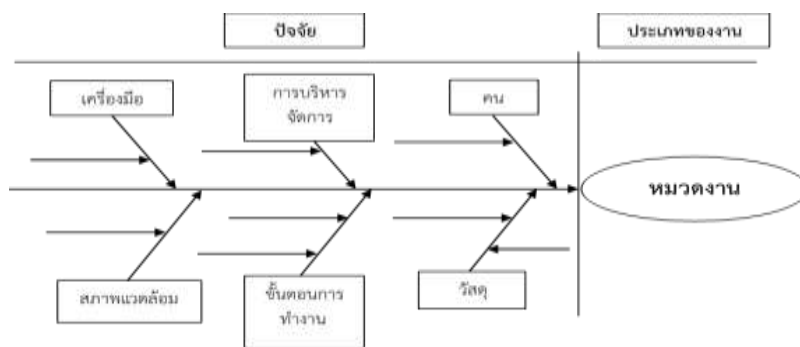 ปัจจัย
ประเภทของงาน
เครื่องมือ
การบริหาร
จัดการ
คน
หมวดงาน
สภาพแวดล้อม
ขั้นตอนการ
ทำงาน
วัสดุ